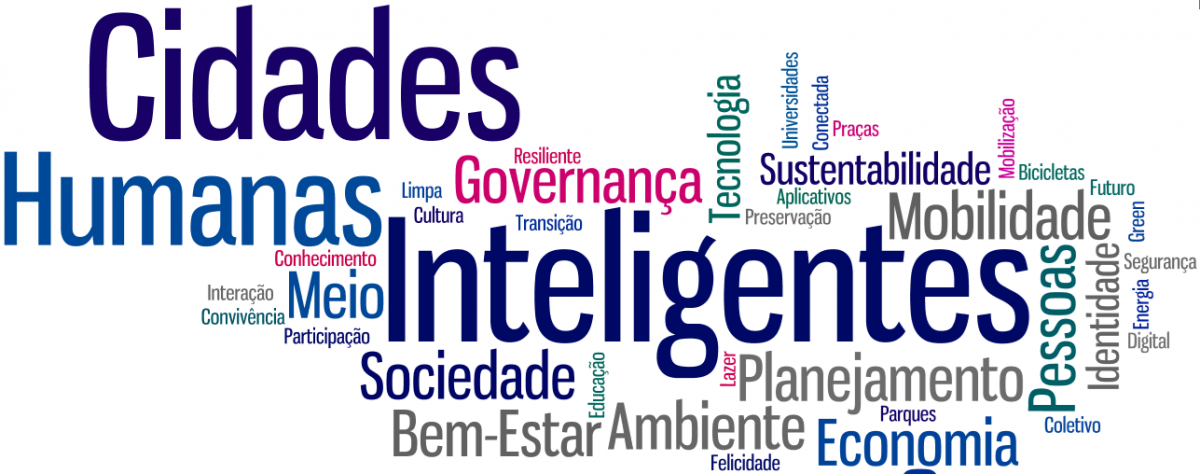 Cidades
Humanas
Limpa
Cultura
Resiliente
Governança
Transição
Tecnologia
Universidades
Conectada
Praças
Sustentabilidade
Mobilização
Bicicletas
Aplicativos
Preservação
Mobilidade
Futuro
Green
Conhecimento
Interação
Convivência
Meio
Participação
Inteligentes
Pessoas
Identidade
Segurança
Energia
Digital
Sociedade
Educação
Lazer
Planejamento
Bem-Estar
Ambiente
Felicidade
Parques
Economia
Coletivo